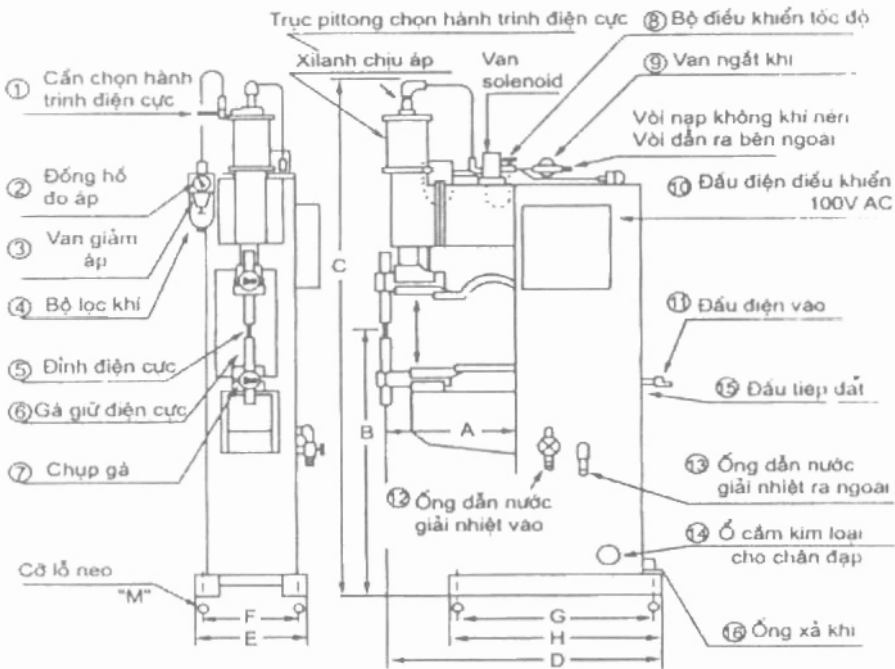 Trục pittong chọn hành trình điện cực
⑧ Bộ điều khiển tốc độ
Xilanh chịu áp
Van
solenoid
⑨ Van ngắt khí
① Cần chọn hành
trình điện cực
Vòi nạp không khí nén
Vòi dẫn ra bên ngoài
② Đồng hồ
đo áp
⑩ Đầu điện điều khiển
100V AC
③ Van giảm
áp
C
④ Bộ lọc khí
⑪ Đầu điện vào
⑤ Đỉnh điện cực
⑮ Đầu tiếp đất
⑥ Gá giữ điện cực
B
A
⑦ Chụp gá
⑬ Ống dẫn nước
giải nhiệt ra ngoài
⑫ Ống dẫn nước
giải nhiệt vào
⑭ Ổ cắm kim loại
cho chân đạp
Cỡ lỗ neo
"M"
F
E
G
H
D
⑯ Ống xả khí